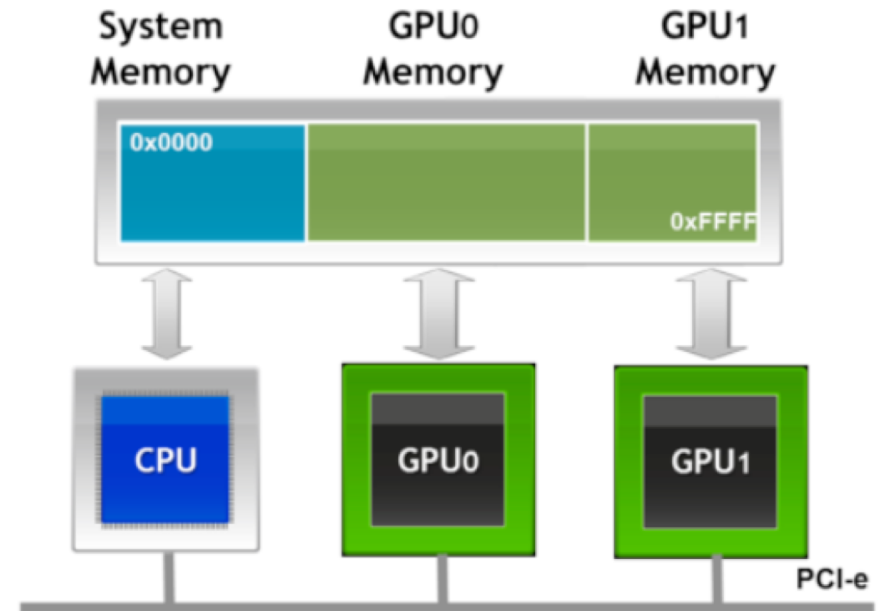 System
Memory
GPU0
Memory
GPU1
Memory
0x0000
0xFFFF
CPU
GPU0
GPU1
PCI-e